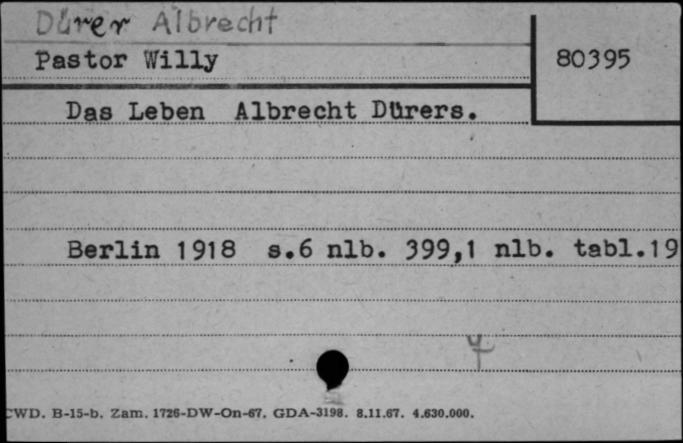 Dürer Albrecht
Pastor Willy
80395
Das Leben Albrecht Dürers.
Berlin 1918 s.6 nlb. 399,1 nlb. tabl.19
CWD. B-15-b. Zam. 1726-DW-On-67. GDA-3198. 8.11.67. 4.630.000.